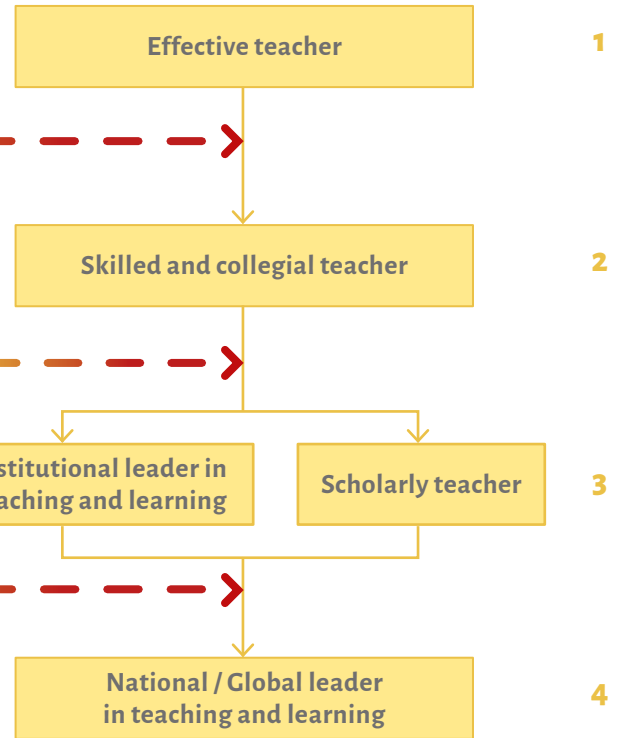 Effective teacher
1
Skilled and collegial teacher
2
stitutional leader in
aching and learning
Scholarly teacher
3
National / Global leader
in teaching and learning
4